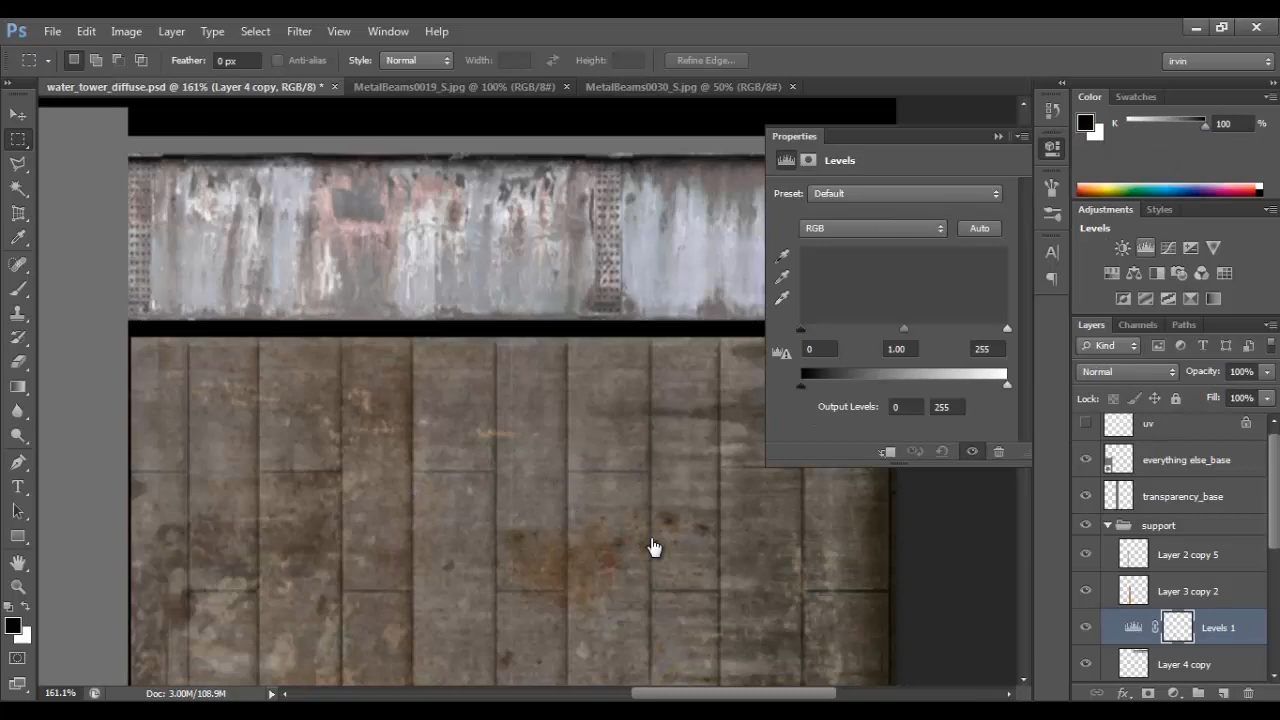 Ps File Edit Image Layer Type Select Filter View Window Help
Feather: 0 px Anti-alias Style: Normal Width: Height: Refine Edge... irvin
water_tower_diffuse.psd @ 161% (Layer 4 copy, RGB/8) * × MetalBeams0019_S.jpg @ 100% (RGB/8#) × MetalBeams0030_S.jpg @ 50% (RGB/8#) ×
Color Swatches
K 100 %
Properties
Levels
Preset: Default
RGB Auto
0 1.00 255
Output Levels: 0 255
Adjustments Styles
Levels
Layers Channels Paths
Kind
Normal Opacity: 100%
Lock: Fill: 100%
uv
everything else_base
transparency_base
support
Layer 2 copy 5
Layer 3 copy 2
Levels 1
Layer 4 copy
161.1% Doc: 3.00M/108.9M